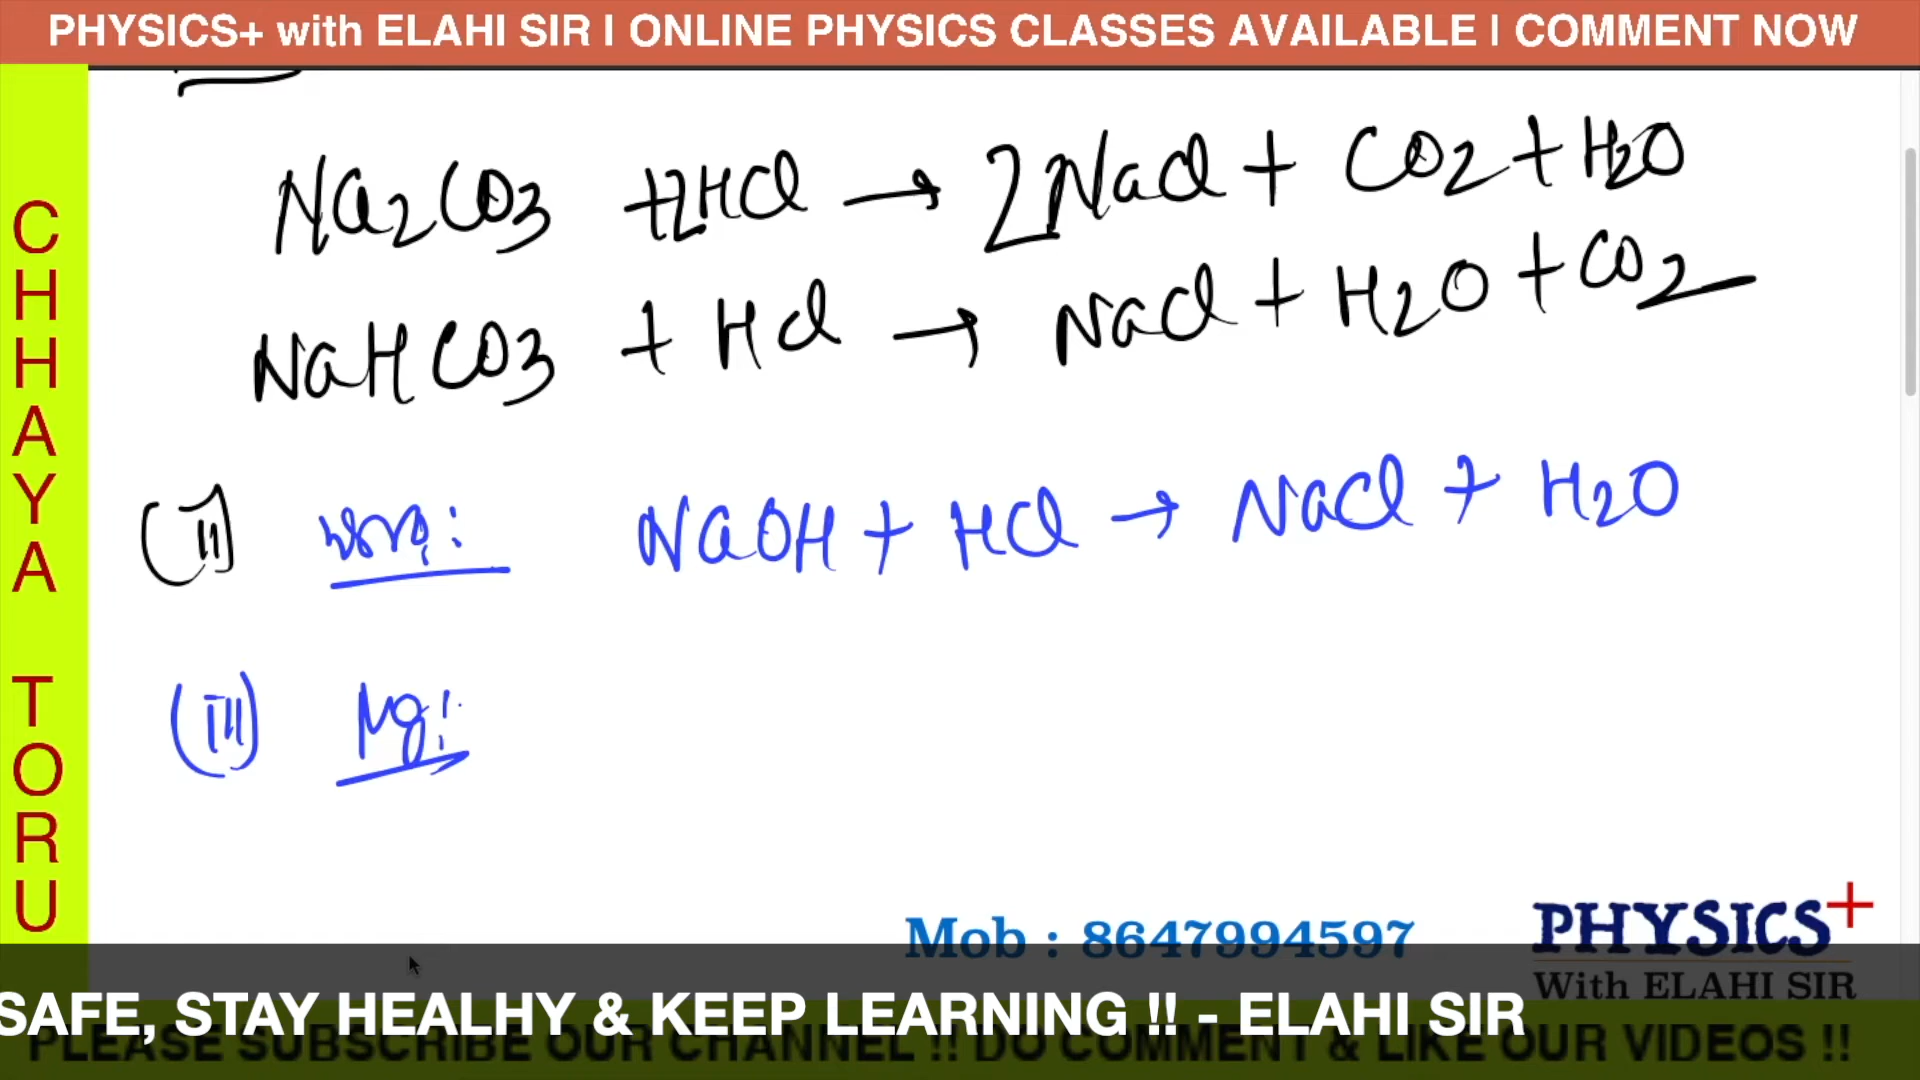 PHYSICS+ with ELAHI SIR I ONLINE PHYSICS CLASSES AVAILABLE I COMMENT NOW
CHHAYA TORU
Na2CO3 + 2HCl → 2NaCl + CO2 + H2O
NaHCO3 + HCl → NaCl + H2O + CO2
(II) NaOH + HCl → NaCl + H2O
(III) Mg:
Mob : 8647994597
PHYSICS+
With ELAHI SIR
SAFE, STAY HEALHY & KEEP LEARNING !! - ELAHI SIR
PLEASE SUBSCRIBE OUR CHANNEL !! DO COMMENT & LIKE OUR VIDEOS !!